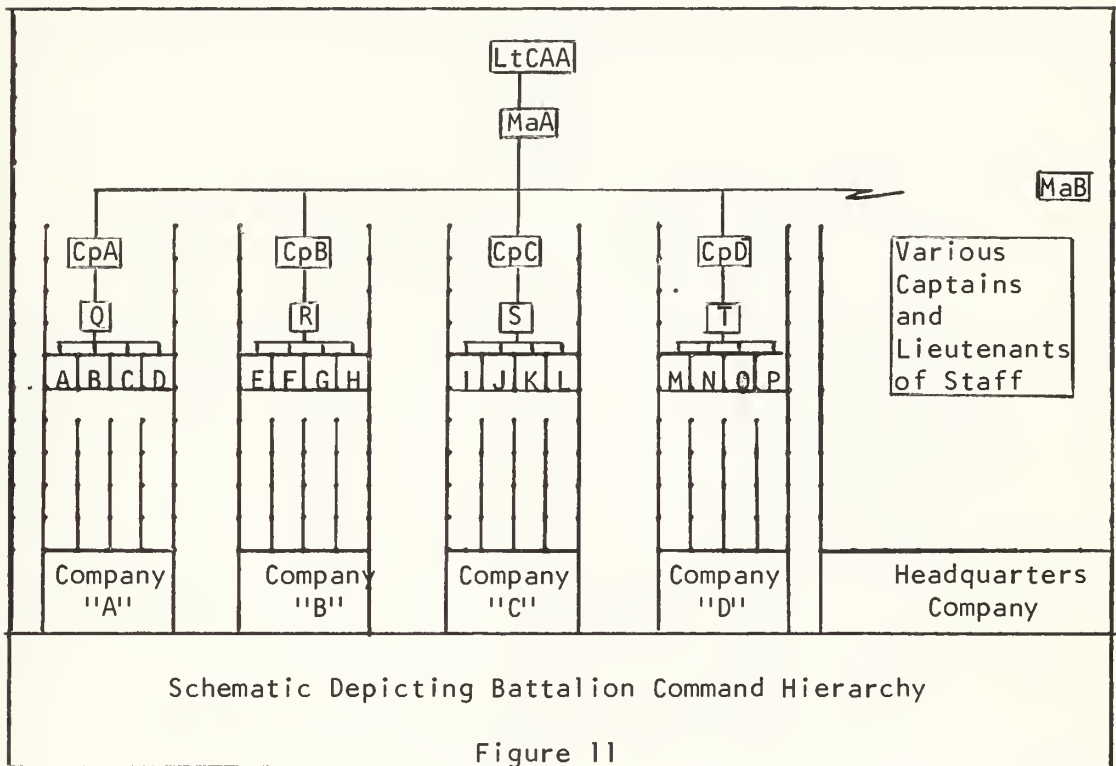 LtCAA
MaA
MaB
CpA CpB CpC CpD
Various
Captains
and
Lieutenants
of Staff
Q R S T
A B C D E F G H I J K L M N O P
Company "A"
Company "B"
Company "C"
Company "D"
Headquarters
Company
Schematic Depicting Battalion Command Hierarchy
Figure 11